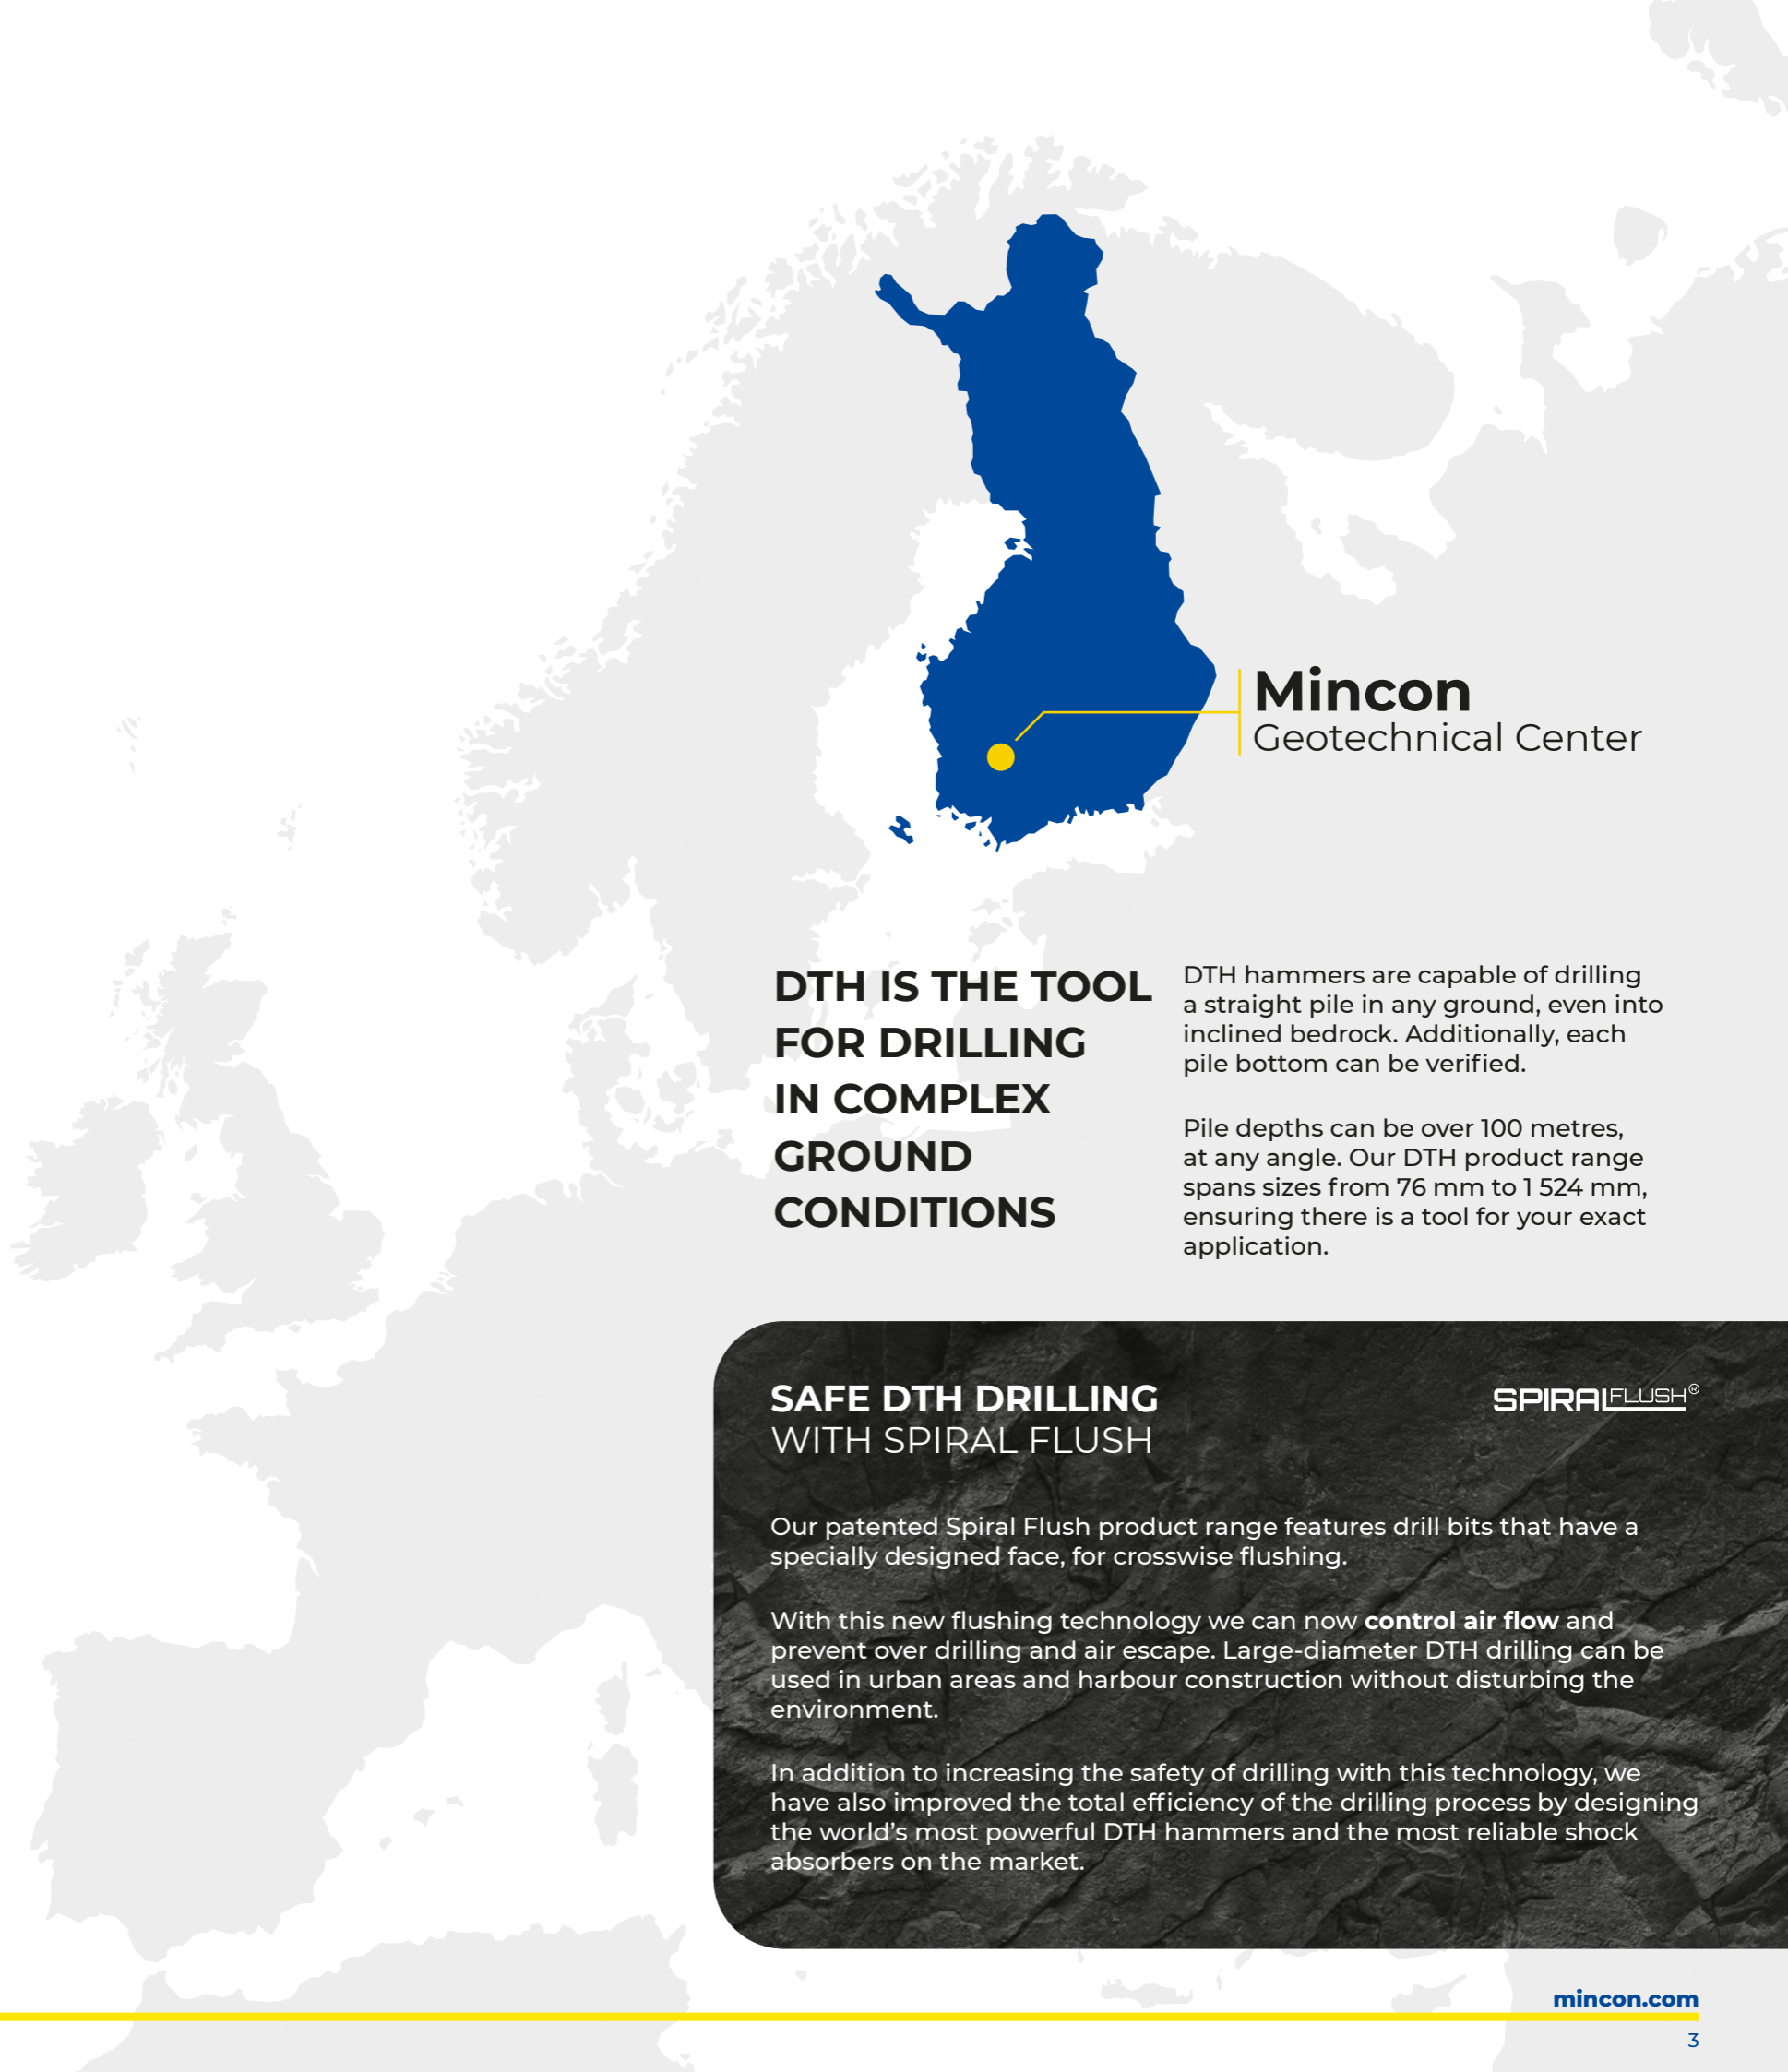 Mincon
Geotechnical Center
DTH IS THE TOOL
FOR DRILLING
IN COMPLEX
GROUND
CONDITIONS
DTH hammers are capable of drilling
a straight pile in any ground, even into
inclined bedrock. Additionally, each
pile bottom can be verified.
Pile depths can be over 100 metres,
at any angle. Our DTH product range
spans sizes from 76 mm to 1 524 mm,
ensuring there is a tool for your exact
application.
SAFE DTH DRILLING
WITH SPIRAL FLUSH
SPIRALFLUSH®
Our patented Spiral Flush product range features drill bits that have a
specially designed face, for crosswise flushing.
With this new flushing technology we can now control air flow and
prevent over drilling and air escape. Large-diameter DTH drilling can be
used in urban areas and harbour construction without disturbing the
environment.
In addition to increasing the safety of drilling with this technology, we
have also improved the total efficiency of the drilling process by designing
the world’s most powerful DTH hammers and the most reliable shock
absorbers on the market.
mincon.com
3